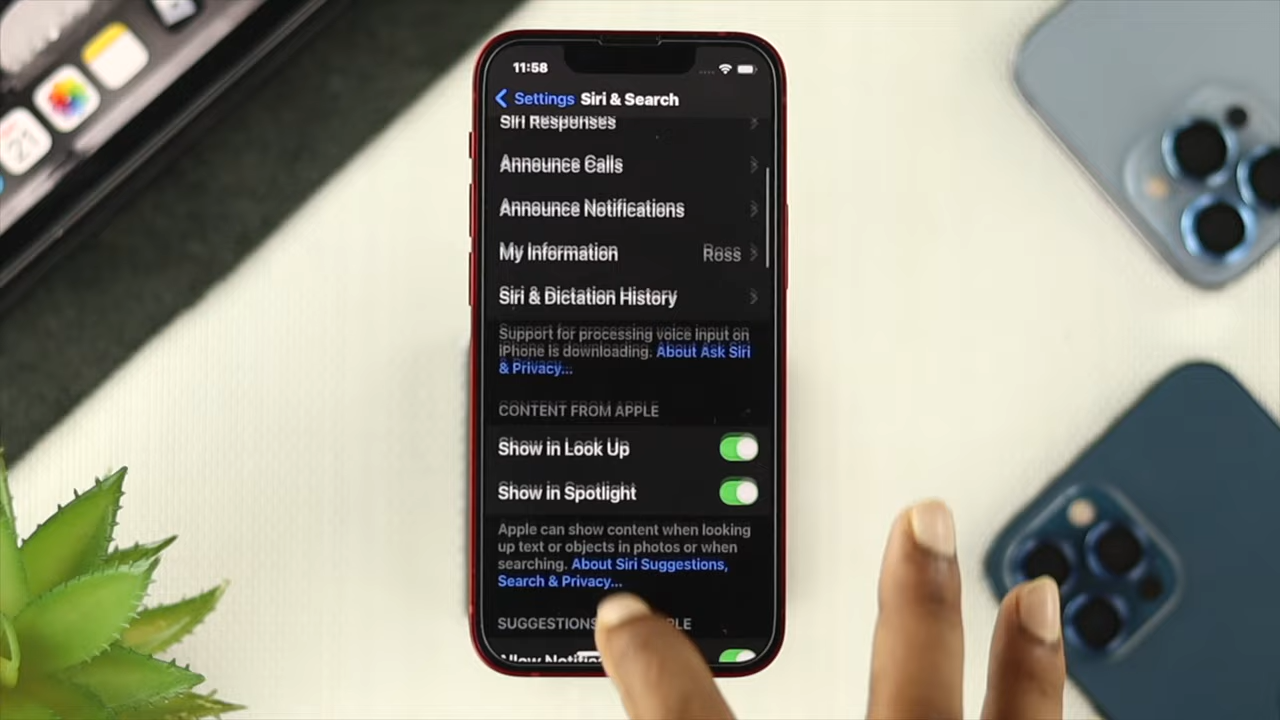 11:58
Settings Siri & Search
Siri Responses
Announce Calls
Announce Notifications
My Information Ross
Siri & Dictation History
Support for processing voice input on
iPhone is downloading. About Ask Siri
& Privacy...
CONTENT FROM APPLE
Show in Look Up
Show in Spotlight
Apple can show content when looking
up text or objects in photos or when
searching. About Siri Suggestions,
Search & Privacy...
SUGGESTIONS
Allow
21